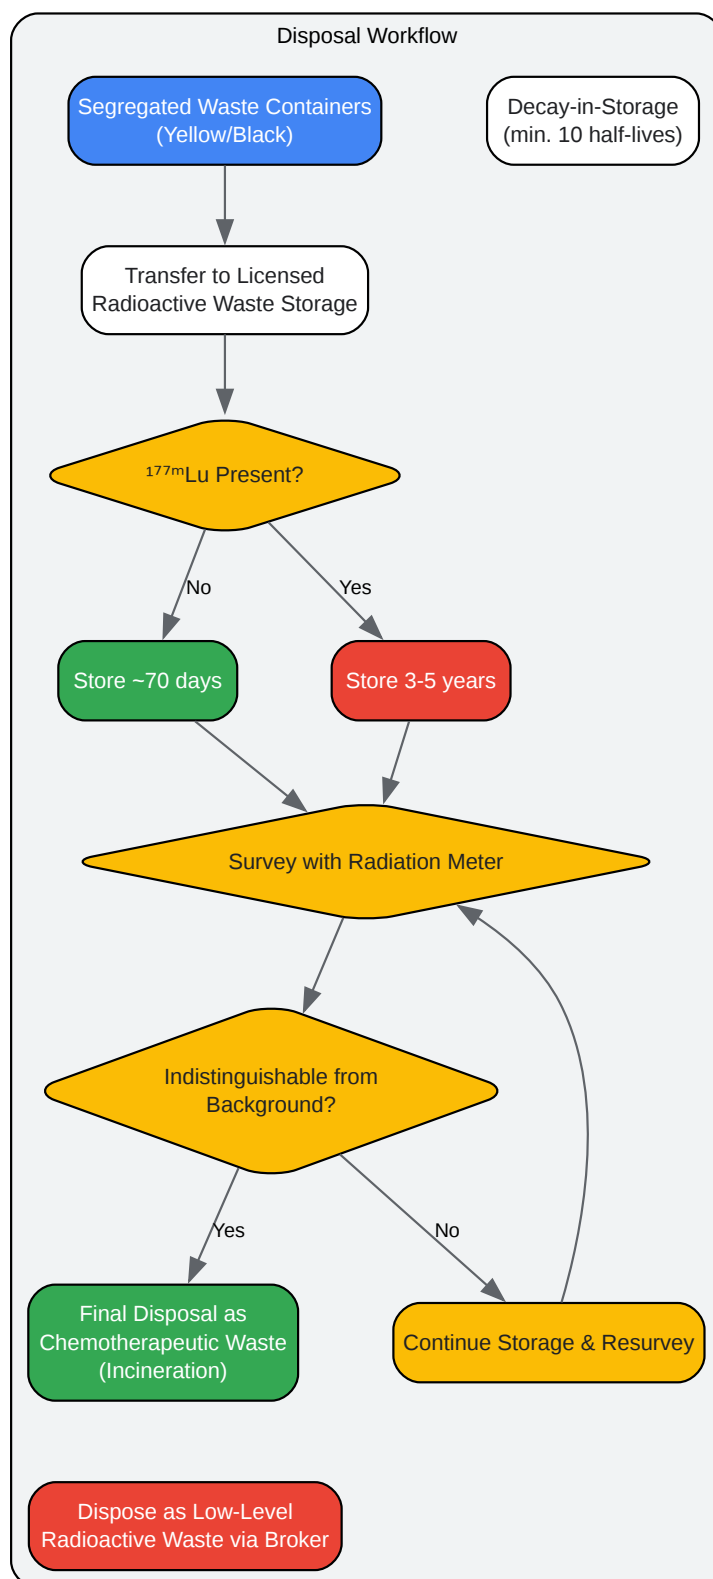 Disposal Workflow
Segregated Waste Containers
(Yellow/Black)
Decay-in-Storage
(min. 10 half-lives)
Transfer to Licensed
Radioactive Waste Storage
¹⁷⁷ᵐLu Present?
No
Yes
Store ~70 days
Store 3-5 years
Survey with Radiation Meter
Indistinguishable from
Background?
Yes
No
Final Disposal as
Chemotherapeutic Waste
(Incineration)
Continue Storage & Resurvey
Dispose as Low-Level
Radioactive Waste via Broker